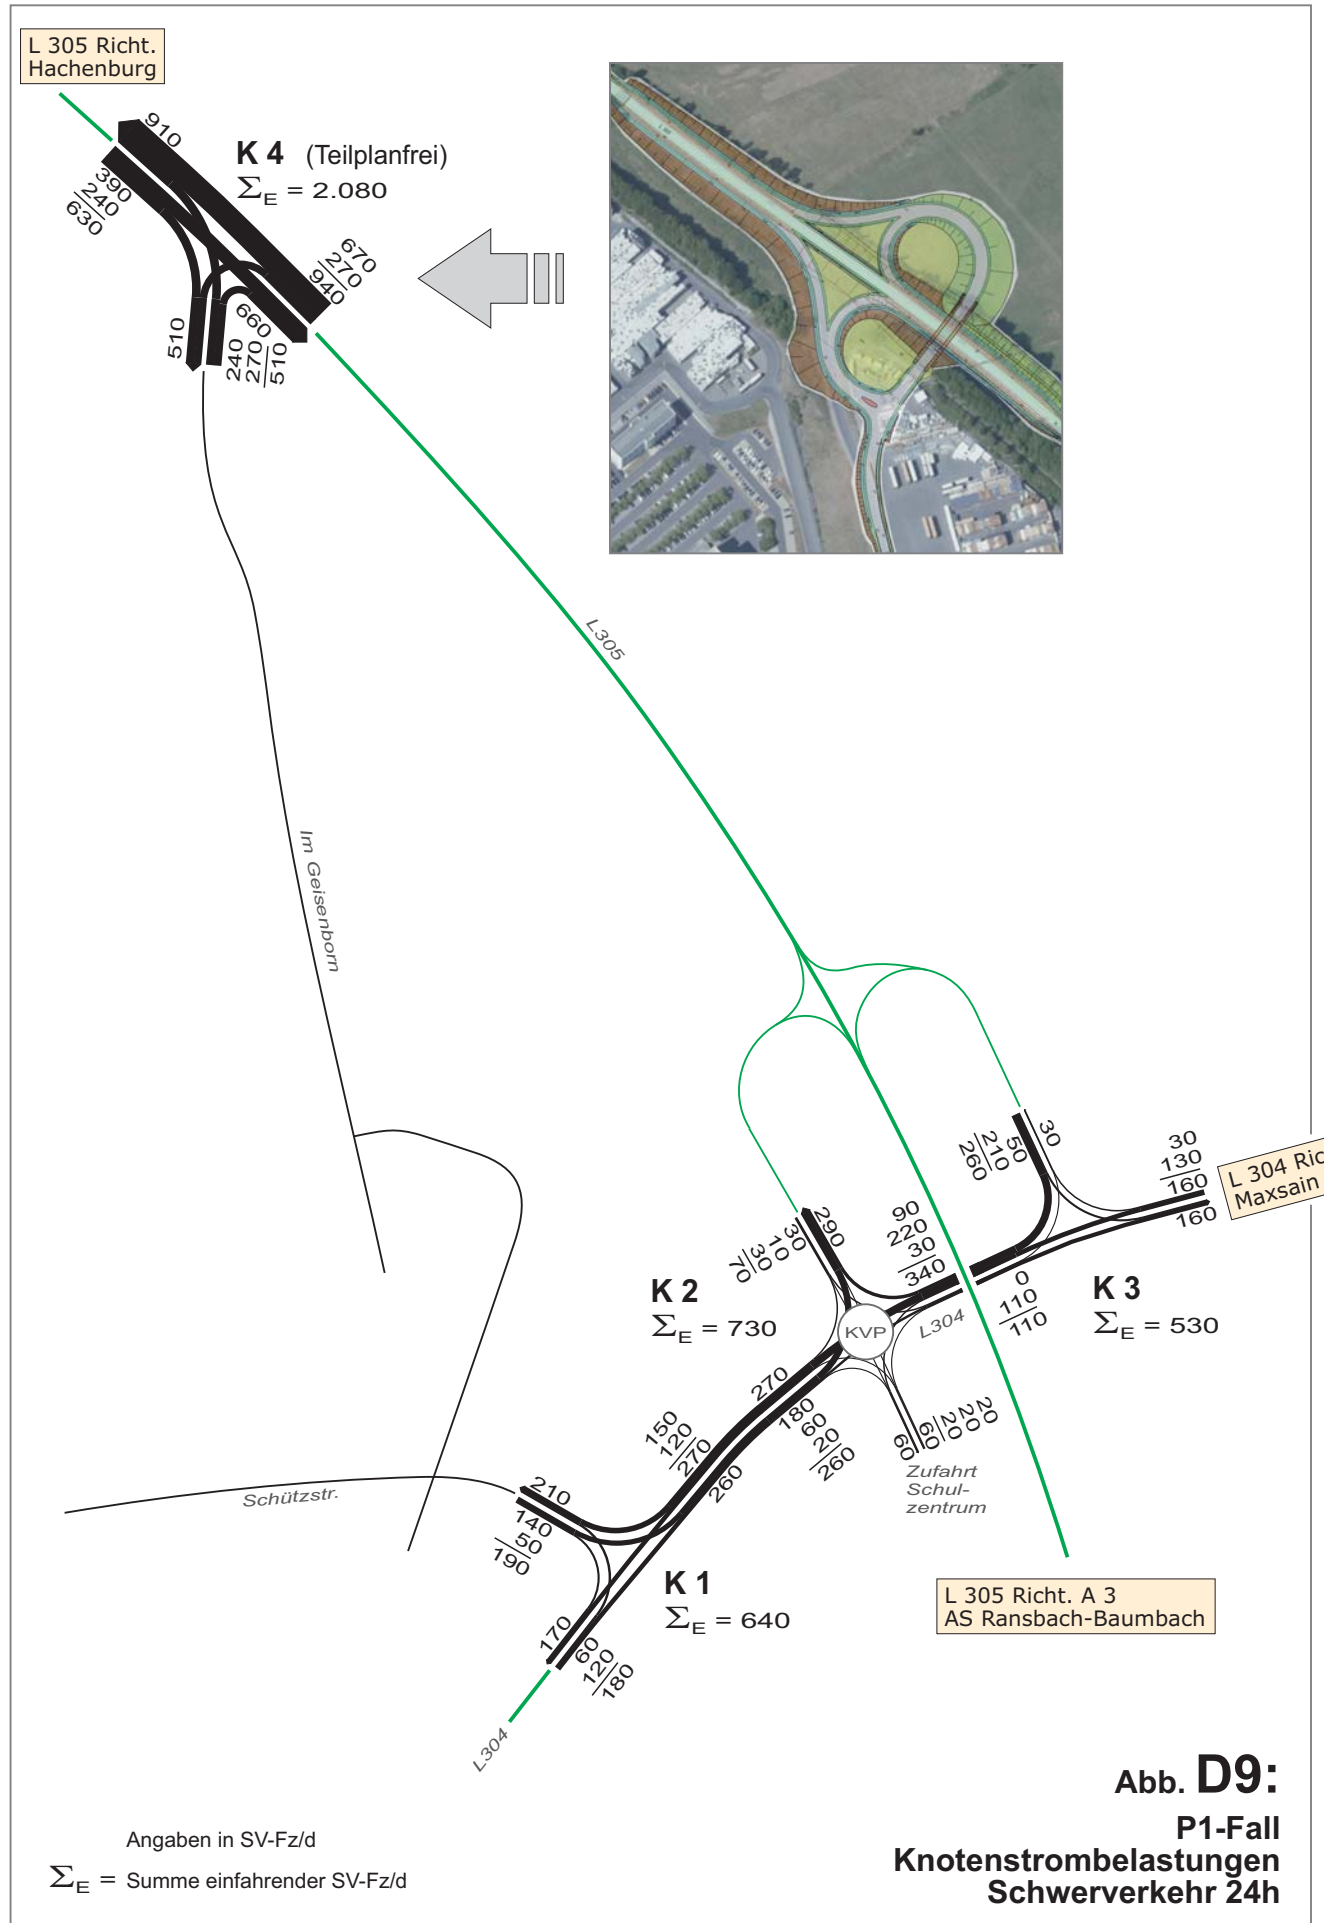 L 305 Richt.
Hachenburg
910
K 4 (Teilplanfrei)
ΣE = 2.080
390
240
630
670
270
940
510
660
240
270
510
L305
Im Geisenborn
30
50
210
260
30
130
160
L 304 Ric
Maxsain
160
290
30
10
30
70
90
220
30
340
K 2
ΣE = 730
KVP
L304
0
110
110
K 3
ΣE = 530
270
180
60
20
260
150
120
270
260
20
20
20
60
60
Zufahrt
Schul-
zentrum
Schützstr.
210
140
50
190
K 1
ΣE = 640
170
60
120
180
L304
L 305 Richt. A 3
AS Ransbach-Baumbach
Abb. D9:
P1-Fall
Knotenstrombelastungen
Schwerverkehr 24h
Angaben in SV-Fz/d
ΣE = Summe einfahrender SV-Fz/d